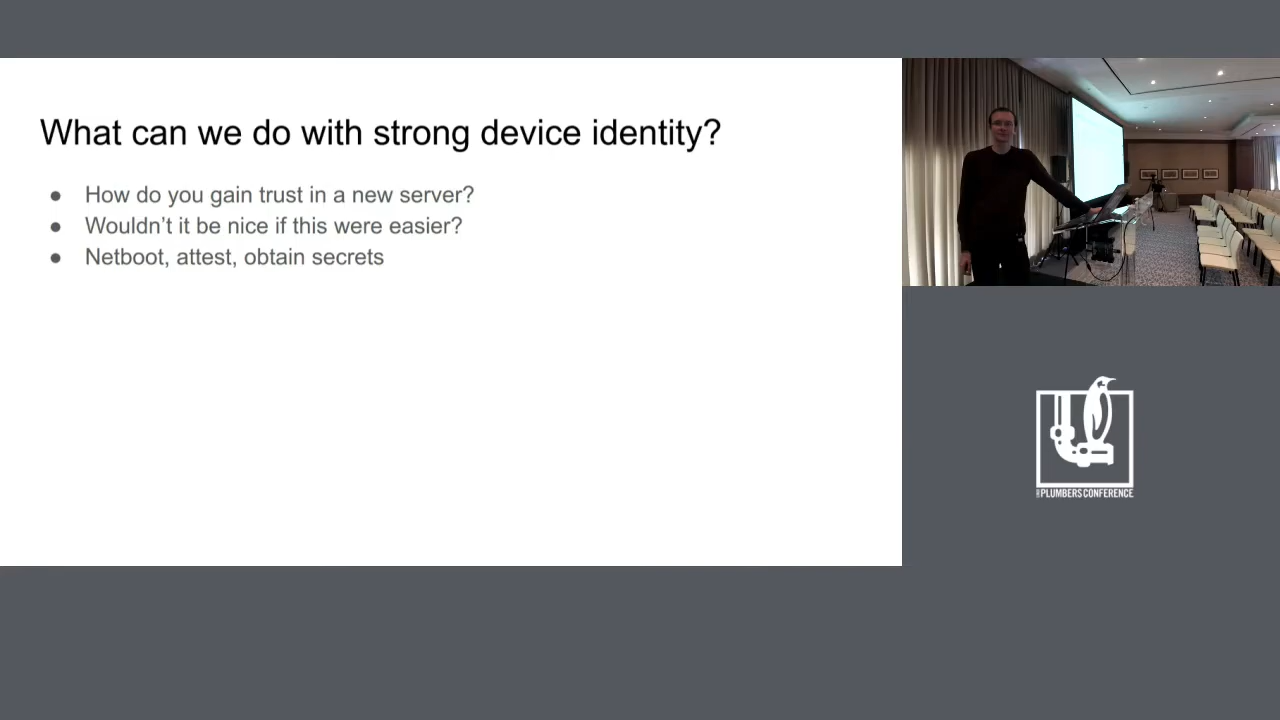 What can we do with strong device identity?
● How do you gain trust in a new server?
● Wouldn't it be nice if this were easier?
● Netboot, attest, obtain secrets
PLUMBERS CONFERENCE